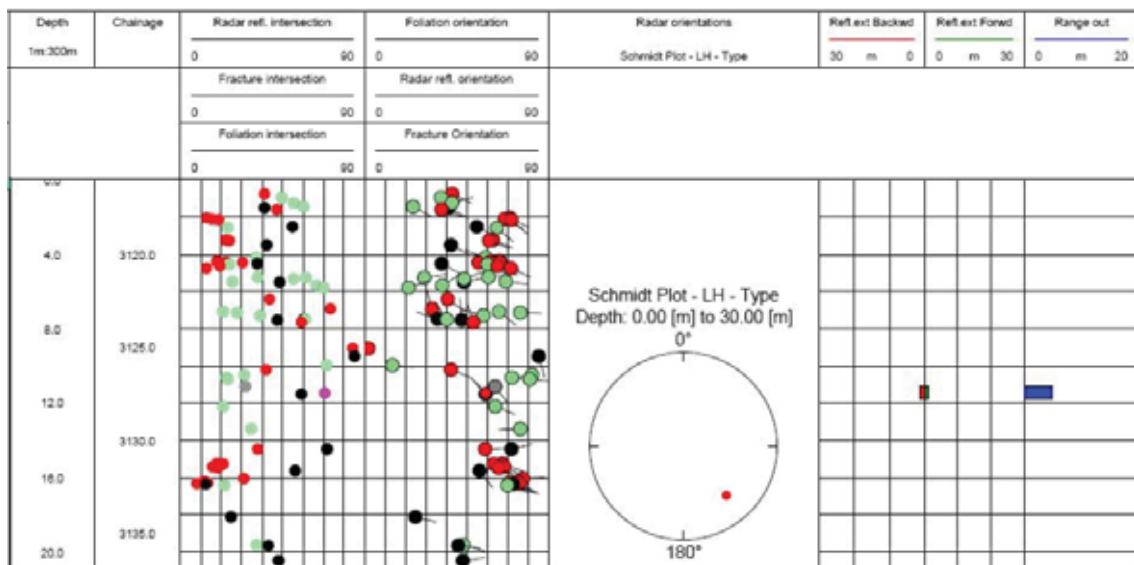 Depth
1m:300m
Chainage
Radar refl. intersection
0 90
Fracture intersection
0 90
Foliation intersection
0 90
Foliation orientation
0 90
Radar refl. orientation
0 90
Fracture Orientation
0 90
Radar orientations
Schmidt Plot - LH - Type
Refl.ext Backwd
30 m 0
Refl.ext Forwd
0 m 30
Range out
0 m 20
0.0
4.0
8.0
12.0
16.0
20.0
3120.0
3125.0
3130.0
3135.0
Schmidt Plot - LH - Type
Depth: 0.00 [m] to 30.00 [m]
0°
180°